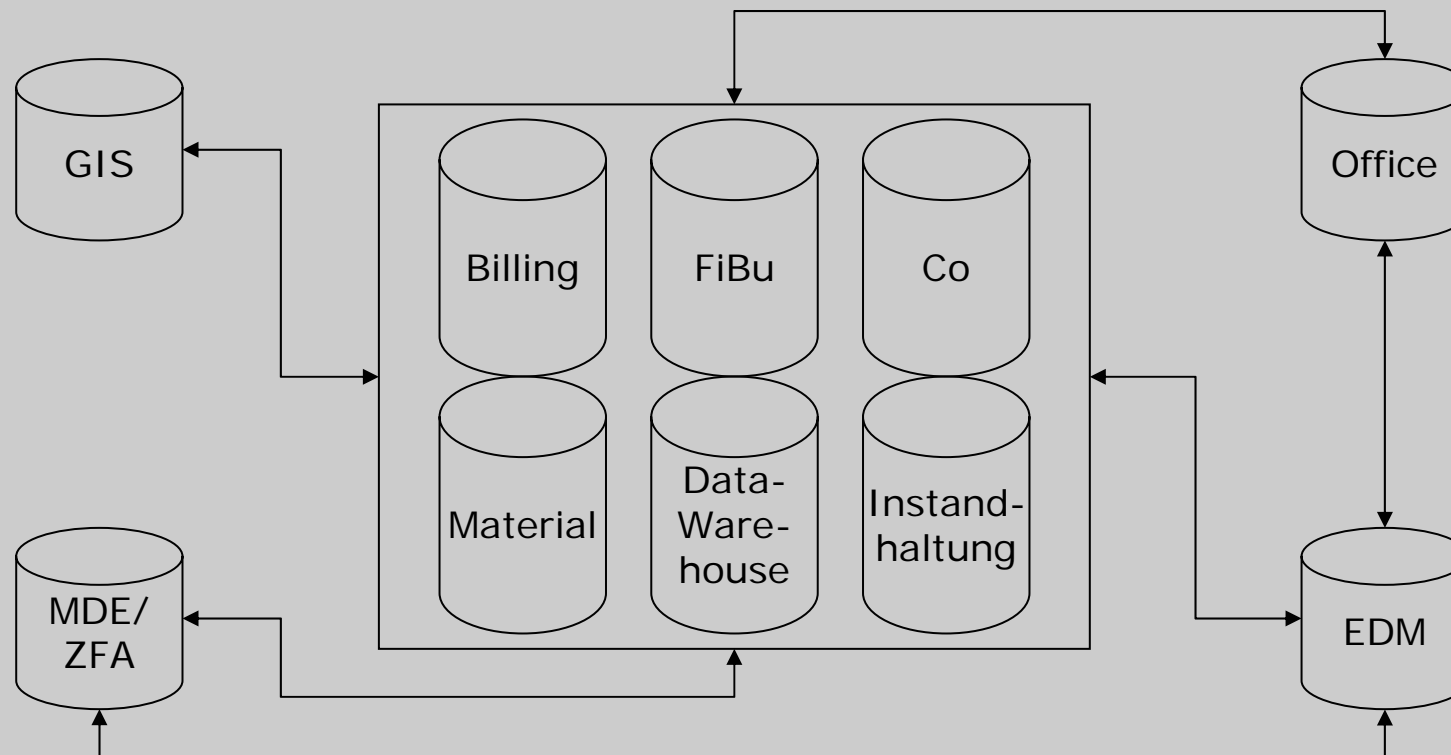 GIS
Office
Billing
FiBu
Co
Material
Data-
Ware-
house
Instand-
haltung
MDE/
ZFA
EDM